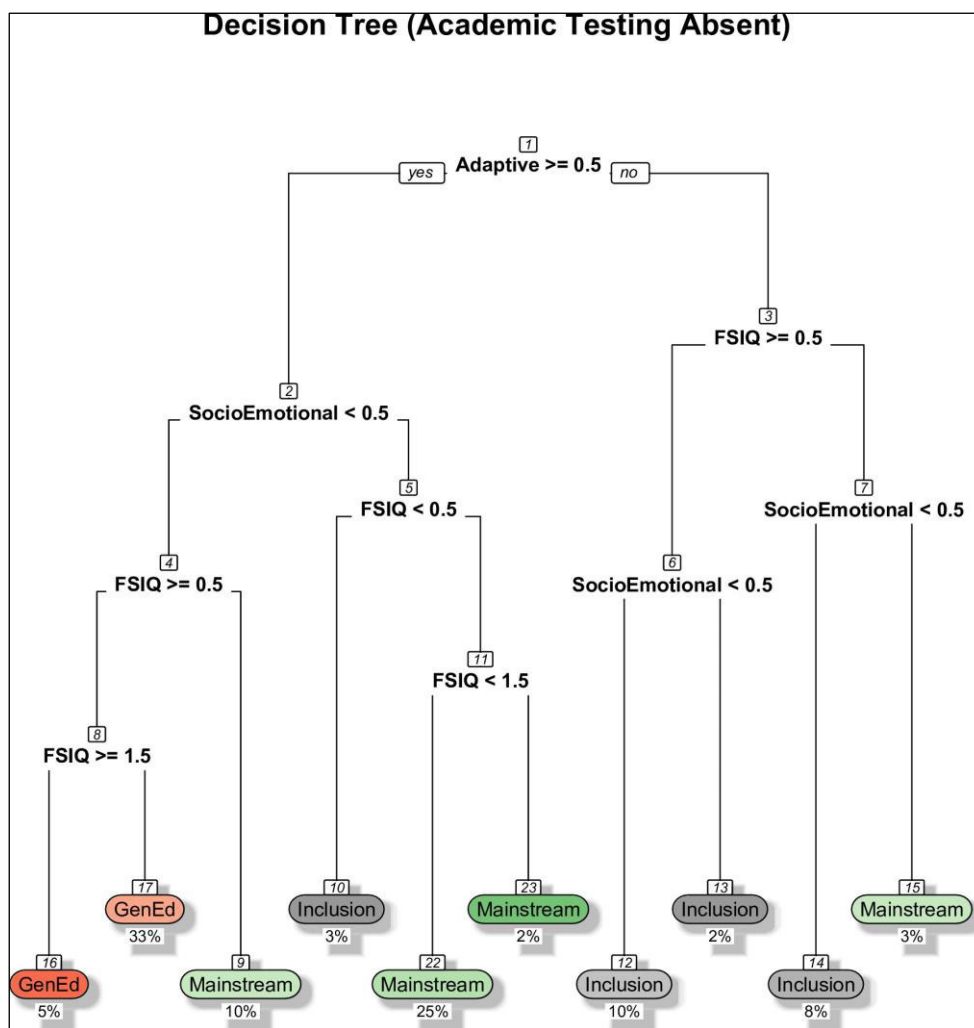 Decision Tree (Academic Testing Absent)
1
Adaptive >= 0.5
yes
no
3
FSIQ >= 0.5
2
SocioEmotional < 0.5
5
FSIQ < 0.5
7
SocioEmotional < 0.5
4
FSIQ >= 0.5
6
SocioEmotional < 0.5
11
FSIQ < 1.5
8
FSIQ >= 1.5
17
GenEd
33%
10
Inclusion
3%
23
Mainstream
2%
13
Inclusion
2%
15
Mainstream
3%
16
GenEd
5%
9
Mainstream
10%
22
Mainstream
25%
12
Inclusion
10%
14
Inclusion
8%